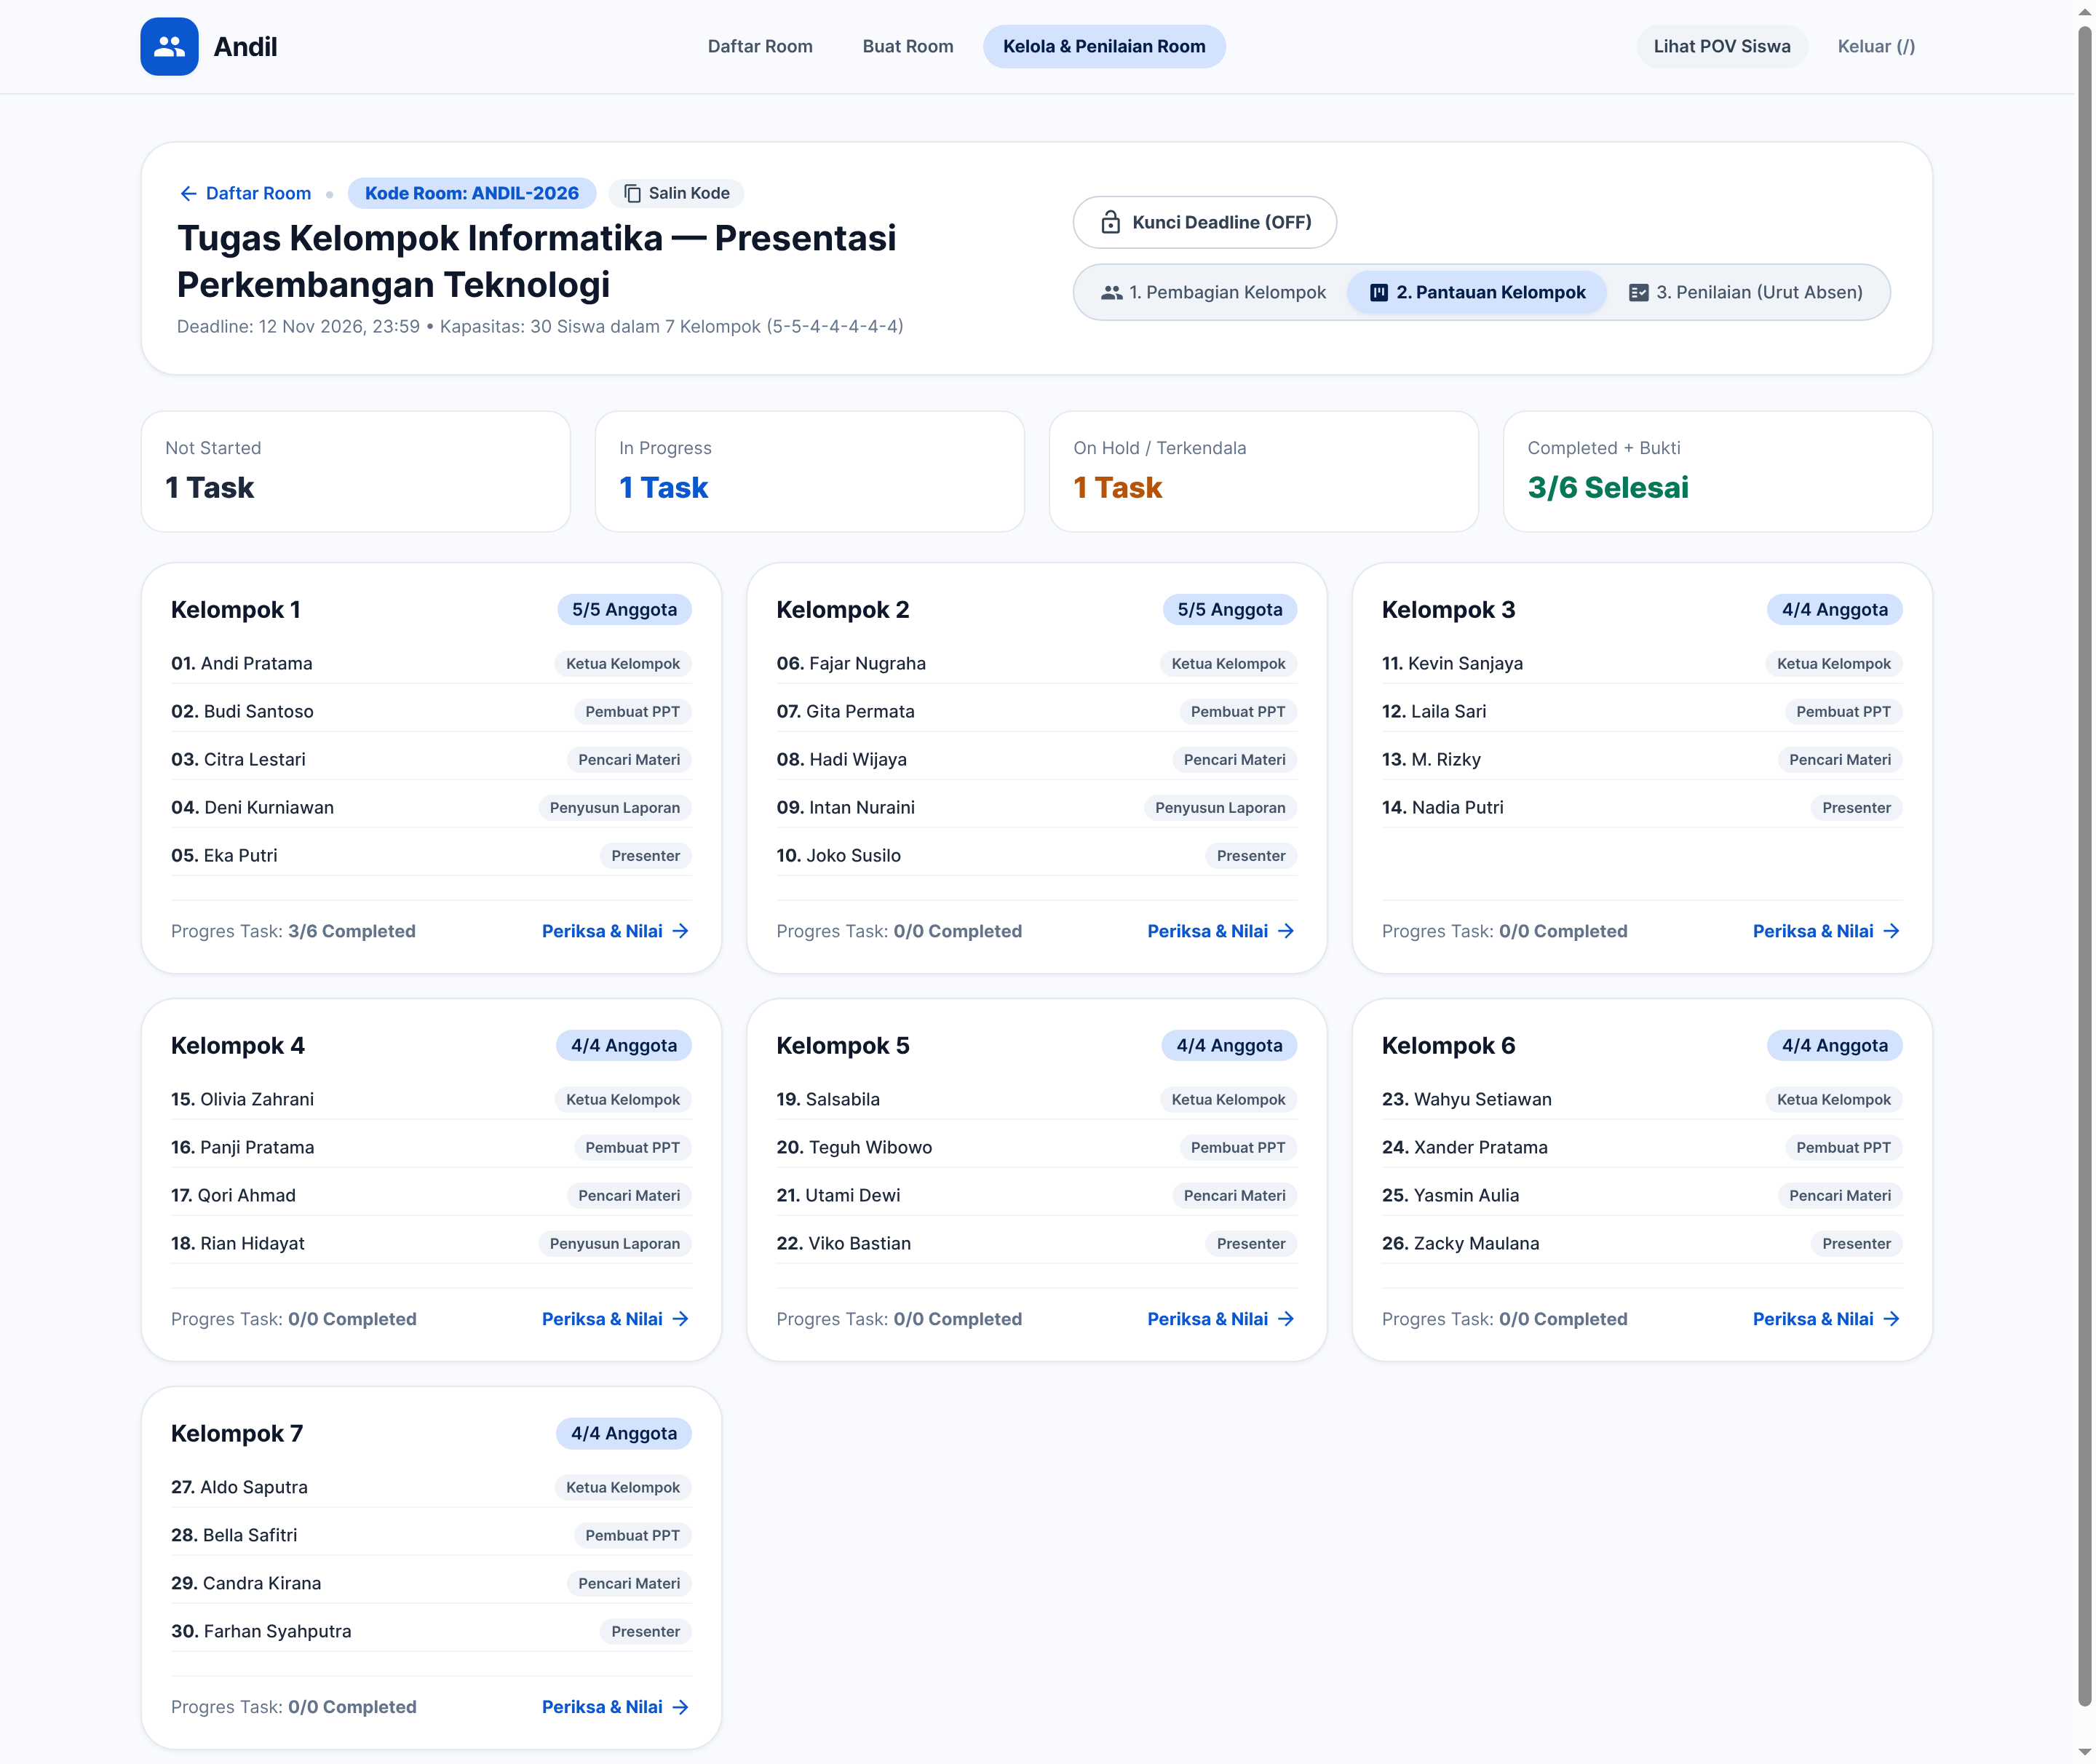 Andil
Daftar Room
Buat Room
Kelola & Penilaian Room
Lihat POV Siswa
Keluar (/)
Daftar Room
Kode Room: ANDIL-2026
Salin Kode
Tugas Kelompok Informatika — Presentasi
Perkembangan Teknologi
Deadline: 12 Nov 2026, 23:59 • Kapasitas: 30 Siswa dalam 7 Kelompok (5-5-4-4-4-4-4)
Kunci Deadline (OFF)
1. Pembagian Kelompok
2. Pantauan Kelompok
3. Penilaian (Urut Absen)
Not Started
1 Task
In Progress
1 Task
On Hold / Terkendala
1 Task
Completed + Bukti
3/6 Selesai
Kelompok 1
5/5 Anggota
01. Andi Pratama
Ketua Kelompok
02. Budi Santoso
Pembuat PPT
03. Citra Lestari
Pencari Materi
04. Deni Kurniawan
Penyusun Laporan
05. Eka Putri
Presenter
Progres Task: 3/6 Completed
Periksa & Nilai
Kelompok 2
5/5 Anggota
06. Fajar Nugraha
Ketua Kelompok
07. Gita Permata
Pembuat PPT
08. Hadi Wijaya
Pencari Materi
09. Intan Nuraini
Penyusun Laporan
10. Joko Susilo
Presenter
Progres Task: 0/0 Completed
Periksa & Nilai
Kelompok 3
4/4 Anggota
11. Kevin Sanjaya
Ketua Kelompok
12. Laila Sari
Pembuat PPT
13. M. Rizky
Pencari Materi
14. Nadia Putri
Presenter
Progres Task: 0/0 Completed
Periksa & Nilai
Kelompok 4
4/4 Anggota
15. Olivia Zahrani
Ketua Kelompok
16. Panji Pratama
Pembuat PPT
17. Qori Ahmad
Pencari Materi
18. Rian Hidayat
Penyusun Laporan
Progres Task: 0/0 Completed
Periksa & Nilai
Kelompok 5
4/4 Anggota
19. Salsabila
Ketua Kelompok
20. Teguh Wibowo
Pembuat PPT
21. Utami Dewi
Pencari Materi
22. Viko Bastian
Presenter
Progres Task: 0/0 Completed
Periksa & Nilai
Kelompok 6
4/4 Anggota
23. Wahyu Setiawan
Ketua Kelompok
24. Xander Pratama
Pembuat PPT
25. Yasmin Aulia
Pencari Materi
26. Zacky Maulana
Presenter
Progres Task: 0/0 Completed
Periksa & Nilai
Kelompok 7
4/4 Anggota
27. Aldo Saputra
Ketua Kelompok
28. Bella Safitri
Pembuat PPT
29. Candra Kirana
Pencari Materi
30. Farhan Syahputra
Presenter
Progres Task: 0/0 Completed
Periksa & Nilai